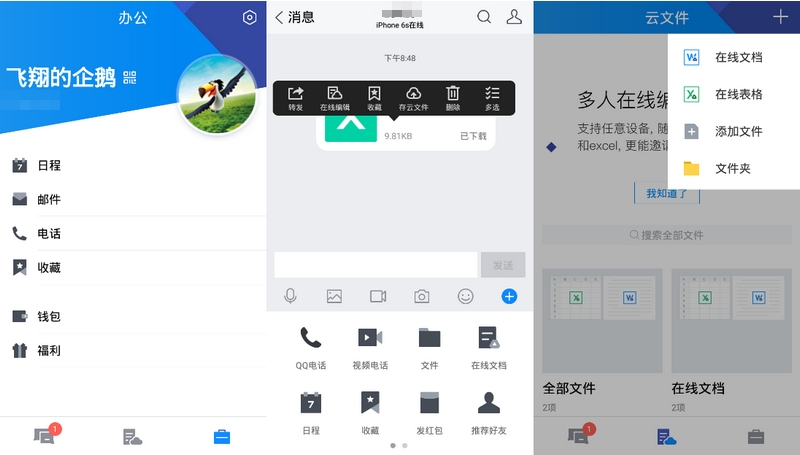 办公
飞翔的企鹅
7
日程
邮件
电话
收藏
钱包
福利
1
消息
iPhone 6s在线
下午8:48
转发
在线编辑
收藏
存云文件
删除
多选
X
9.81KB
已下载
发送
QQ电话
视频电话
文件
在线文档
7
日程
收藏
发红包
推荐好友
云文件
W
在线文档
X
在线表格
添加文件
文件夹
多人在线编
支持任意设备, 随
和excel, 更能邀请
我知道了
搜索全部文件
X
W
X
W
全部文件
2项
在线文档
2项
1